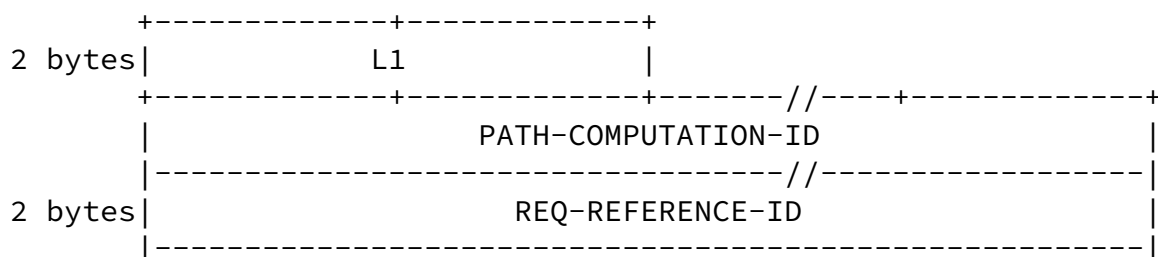 2 bytes| L1 |
PATH-COMPUTATION-ID
2 bytes| REQ-REFERENCE-ID |